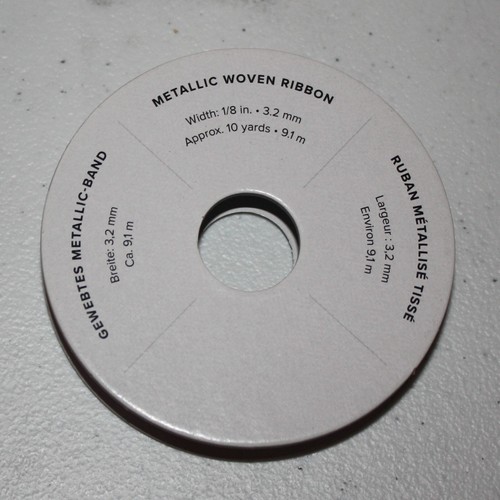 METALLIC WOVEN RIBBON
Width: 1/8 in. • 3.2 mm
Approx. 10 yards • 9.1 m
RUBAN MÉTALLISÉ TISSÉ
Largeur : 3,2 mm
Environ 9,1 m
GEWEBTES METALLIC-BAND
Breite: 3,2 mm
Ca. 9,1 m